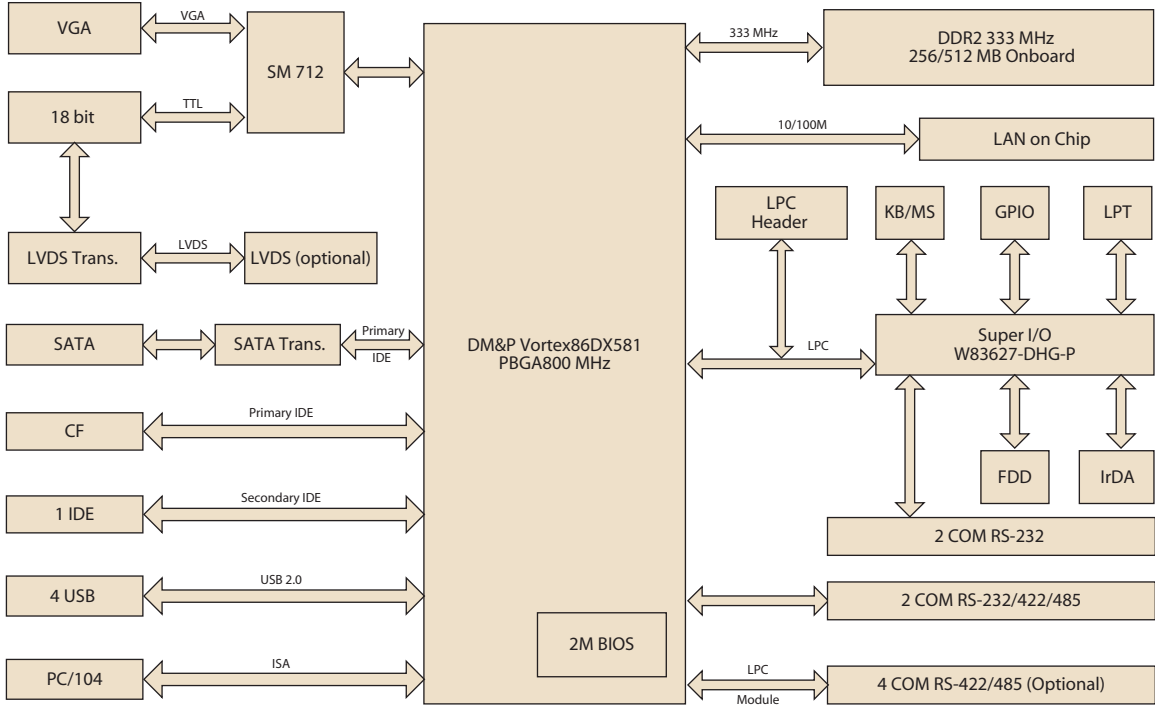 VGA
VGA
SM 712
18 bit
TTL
LVDS Trans.
LVDS
LVDS (optional)
SATA
SATA Trans.
Primary
IDE
CF
Primary IDE
1 IDE
Secondary IDE
4 USB
USB 2.0
PC/104
ISA
DM&P Vortex86DX581
PBGA800 MHz
2M BIOS
333 MHz
DDR2 333 MHz
256/512 MB Onboard
10/100M
LAN on Chip
LPC
Header
KB/MS
GPIO
LPT
LPC
Super I/O
W83627-DHG-P
FDD
IrDA
2 COM RS-232
2 COM RS-232/422/485
LPC
Module
4 COM RS-422/485 (Optional)